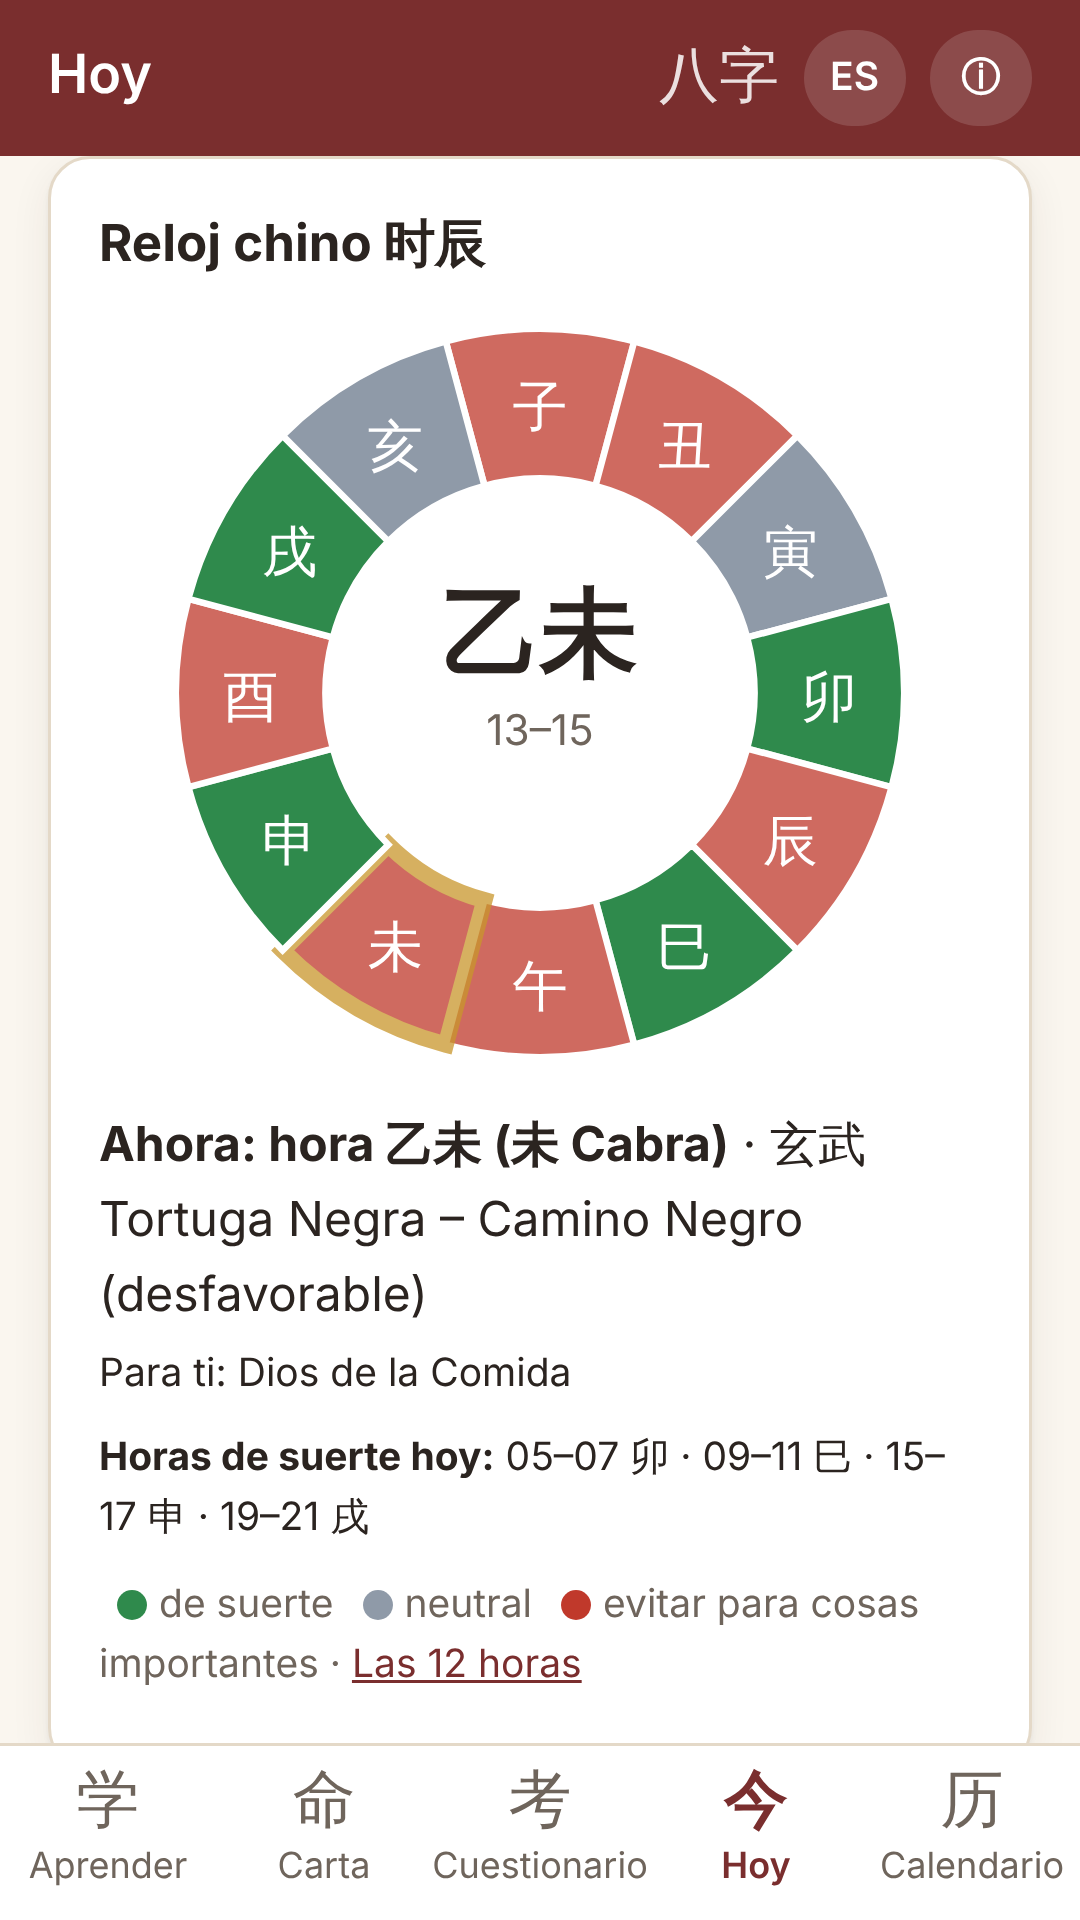 Hoy
八字
ES
ⓘ
Reloj chino 时辰
子
丑
寅
卯
辰
巳
午
未
申
酉
戌
亥
乙未
13–15
Ahora: hora 乙未 (未 Cabra) · 玄武
Tortuga Negra – Camino Negro
(desfavorable)
Para ti: Dios de la Comida
Horas de suerte hoy: 05–07 卯 · 09–11 巳 · 15–
17 申 · 19–21 戌
de suerte neutral evitar para cosas
importantes · Las 12 horas
学 命 考 今 历
Aprender Carta Cuestionario Hoy Calendario